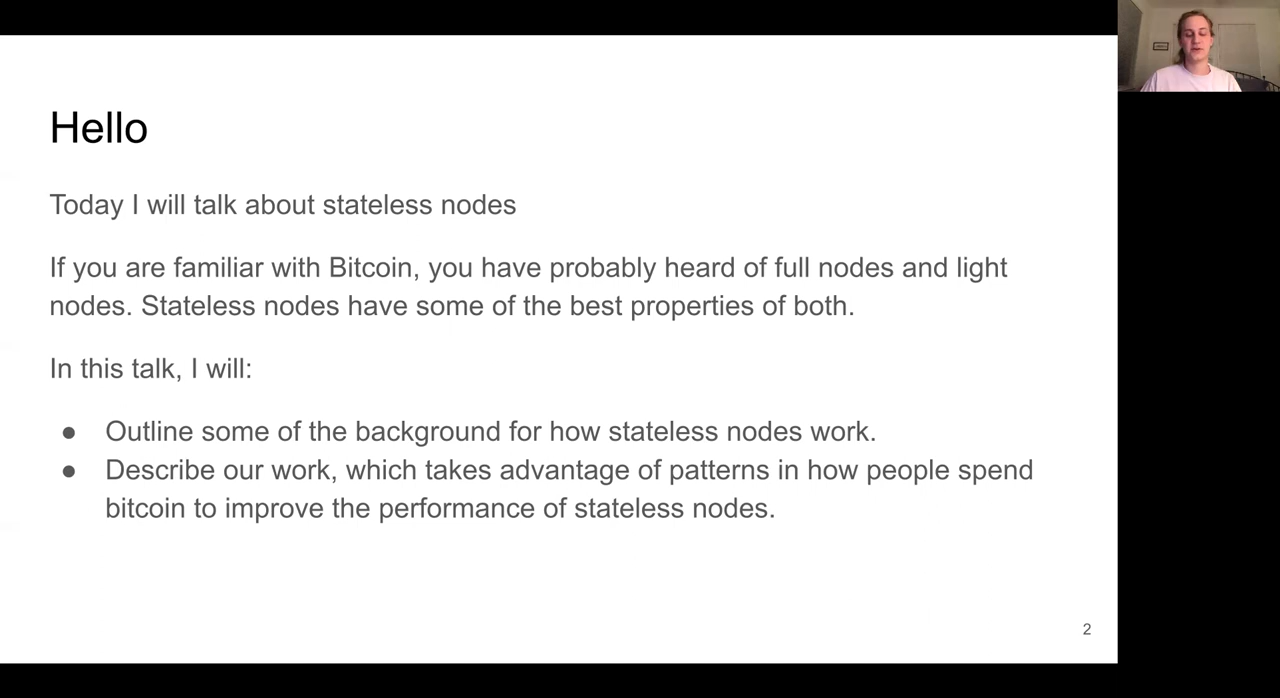 Hello
Today I will talk about stateless nodes
If you are familiar with Bitcoin, you have probably heard of full nodes and light
nodes. Stateless nodes have some of the best properties of both.
In this talk, I will:
● Outline some of the background for how stateless nodes work.
● Describe our work, which takes advantage of patterns in how people spend
bitcoin to improve the performance of stateless nodes.
2